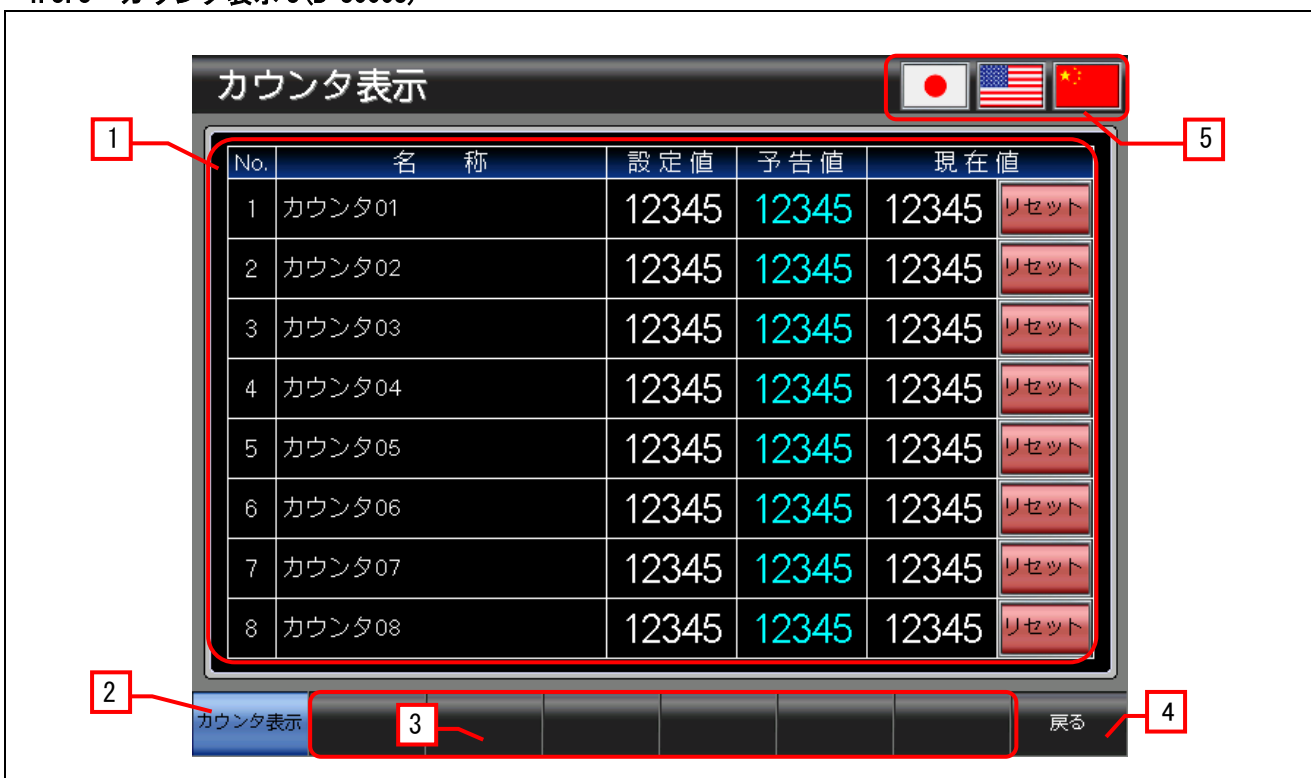 カウンタ表示
1
5
No. 名 称 設定値 予告値 現在値
1 カウンタ01 12345 12345 12345 リセット
2 カウンタ02 12345 12345 12345 リセット
3 カウンタ03 12345 12345 12345 リセット
4 カウンタ04 12345 12345 12345 リセット
5 カウンタ05 12345 12345 12345 リセット
6 カウンタ06 12345 12345 12345 リセット
7 カウンタ07 12345 12345 12345 リセット
8 カウンタ08 12345 12345 12345 リセット
2
カウンタ表示
3
戻る
4